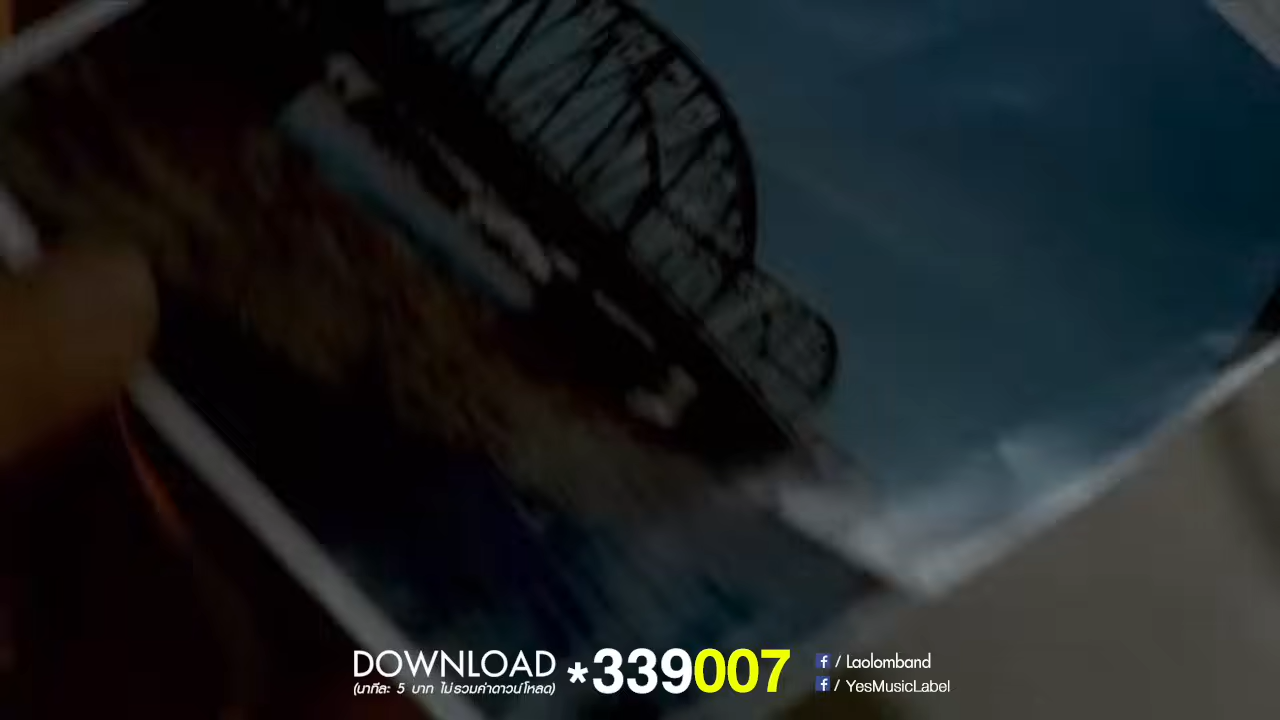 DOWNLOAD *339007
(นาทีละ 5 บาท ไม่รวมค่าดาวน์โหลด)
f / Laolomband
f / YesMusicLabel